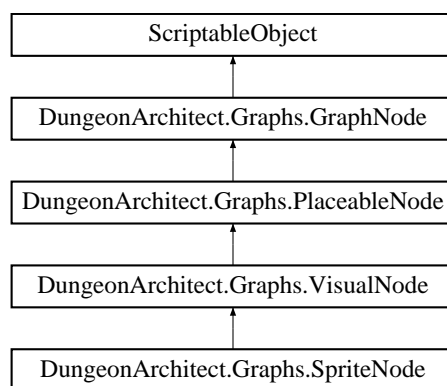 ScriptableObject
DungeonArchitect.Graphs.GraphNode
DungeonArchitect.Graphs.PlaceableNode
DungeonArchitect.Graphs.VisualNode
DungeonArchitect.Graphs.SpriteNode